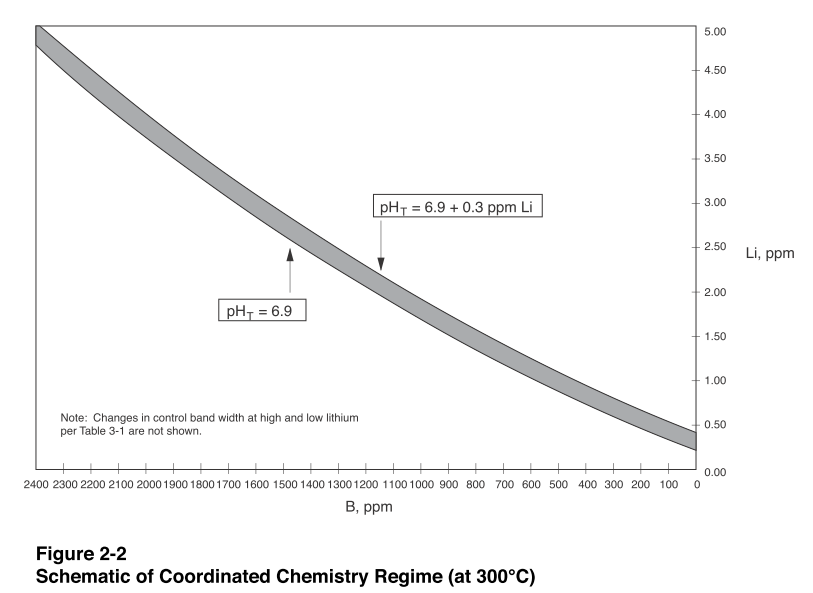 5.00
4.50
4.00
3.50
3.00
pH_T = 6.9 + 0.3 ppm Li
2.50
Li, ppm
2.00
pH_T = 6.9
1.50
1.00
Note: Changes in control band width at high and low lithium
per Table 3-1 are not shown.
0.50
0.00
2400 2300 2200 2100 2000 1900 1800 1700 1600 1500 1400 1300 1200 1100 1000 900 800 700 600 500 400 300 200 100 0
B, ppm
Figure 2-2
Schematic of Coordinated Chemistry Regime (at 300°C)